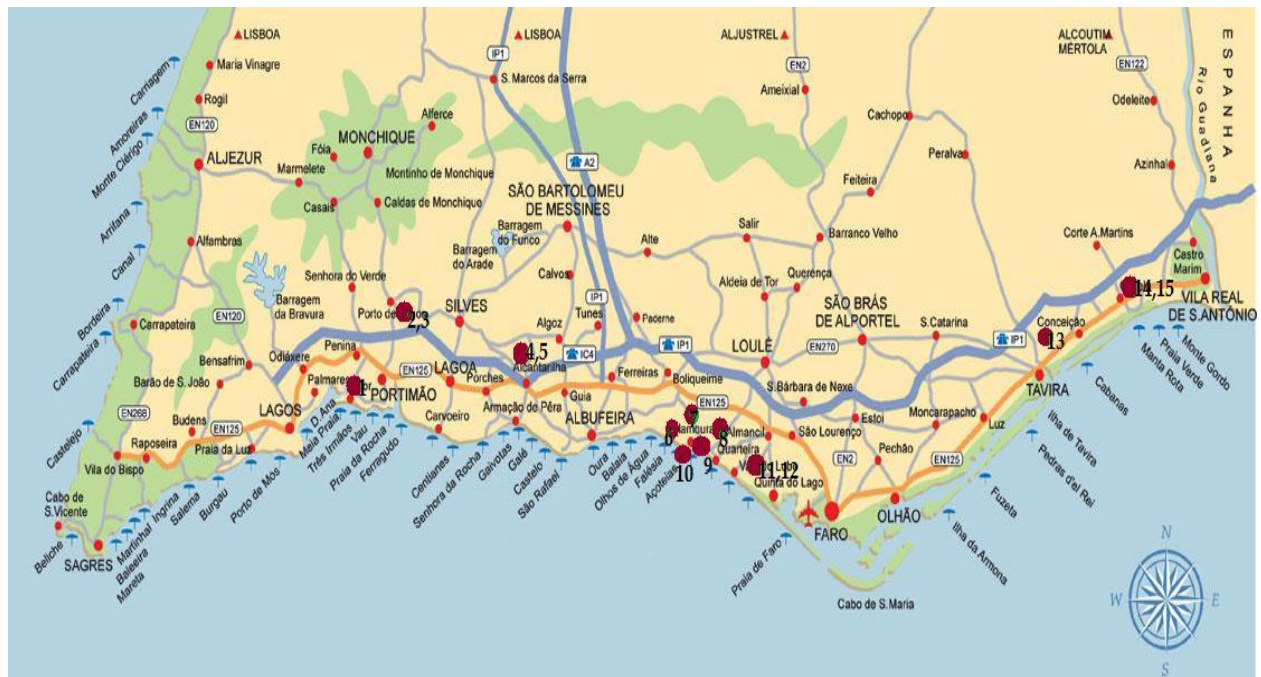 LISBOA
LISBOA
ALJUSTREL
ALCOUTIM
MÉRTOLA
ESPANHA
Rio Guadiana
IP1
EN2
EN122
Maria Vinagre
S. Marcos da Serra
Ameixial
Odeleite
Carriagem
Rogil
Alferce
Cachopo
Amoreiras
EN120
MONCHIQUE
Monte Clérigo
ALJEZUR
Fóia
A2
Peralva
Azinhal
Marmelete
Montinho de Monchique
Feiteira
Casais
Caldas de Monchique
SÃO BARTOLOMEU
DE MESSINES
Arrifana
Alfambras
Barragem
do Funco
Salir
Barranco Velho
Corte A.Martins
Alte
Canal
Barragem
do Arade
Castro
Marim
Senhora do Verde
Calvos
Aldeia de Tor
Querença
Barragem
da Bravura
IP1
SÃO BRÁS
DE ALPORTEL
14,15
VILA REAL
DE S.ANTÓNIO
Bordeira
EN120
Porto de
2,3
SILVES
Carrapateira
Algoz
Tunes
Paderne
S.Catarina
Conceição
Carrapateira
Penina
4,5
IC4
IP1
LOULÉ
EN270
IP1
13
Monte Gordo
Praia Verde
Manta Rota
Bensafrim
Odiáxere
EN125
LAGOA
Alcantarilha
Ferreiras
Boliqueime
Barão de S. João
Palmares
1
PORTIMÃO
Porches
Guia
S.Bárbara de Nexe
TAVIRA
Cabanas
EN268
LAGOS
D. Ana
Armação de Pêra
ALBUFEIRA
EN125
Estoi
Moncarapacho
Ilha de Tavira
Budens
EN125
Meia Praia
Carvoeiro
7
6
8
Almancil
São Lourenço
Luz
Castelejo
Raposeira
Praia da Luz
Três Irmãos
Vau
Praia da Rocha
Ferragudo
Centianes
Senhora da Rocha
Galvotas
Galé
Castelo
São Rafael
Oura
Balaia
Olhos de Água
Falésia
Açoteias
10
9
Quarteira
Pechão
Pedras d'el Rei
Vila do Bispo
EN2
EN125
11,12
Quinta do Lago
Fuzeta
Cabo de
S.Vicente
Porto de Mós
Burgau
Salema
Ingrina
Martinhal
Baleeira
Mareta
Beliche
SAGRES
FARO
OLHÃO
Ilha da Armona
Praia de Faro
Cabo de S.Maria
N
W
E
S